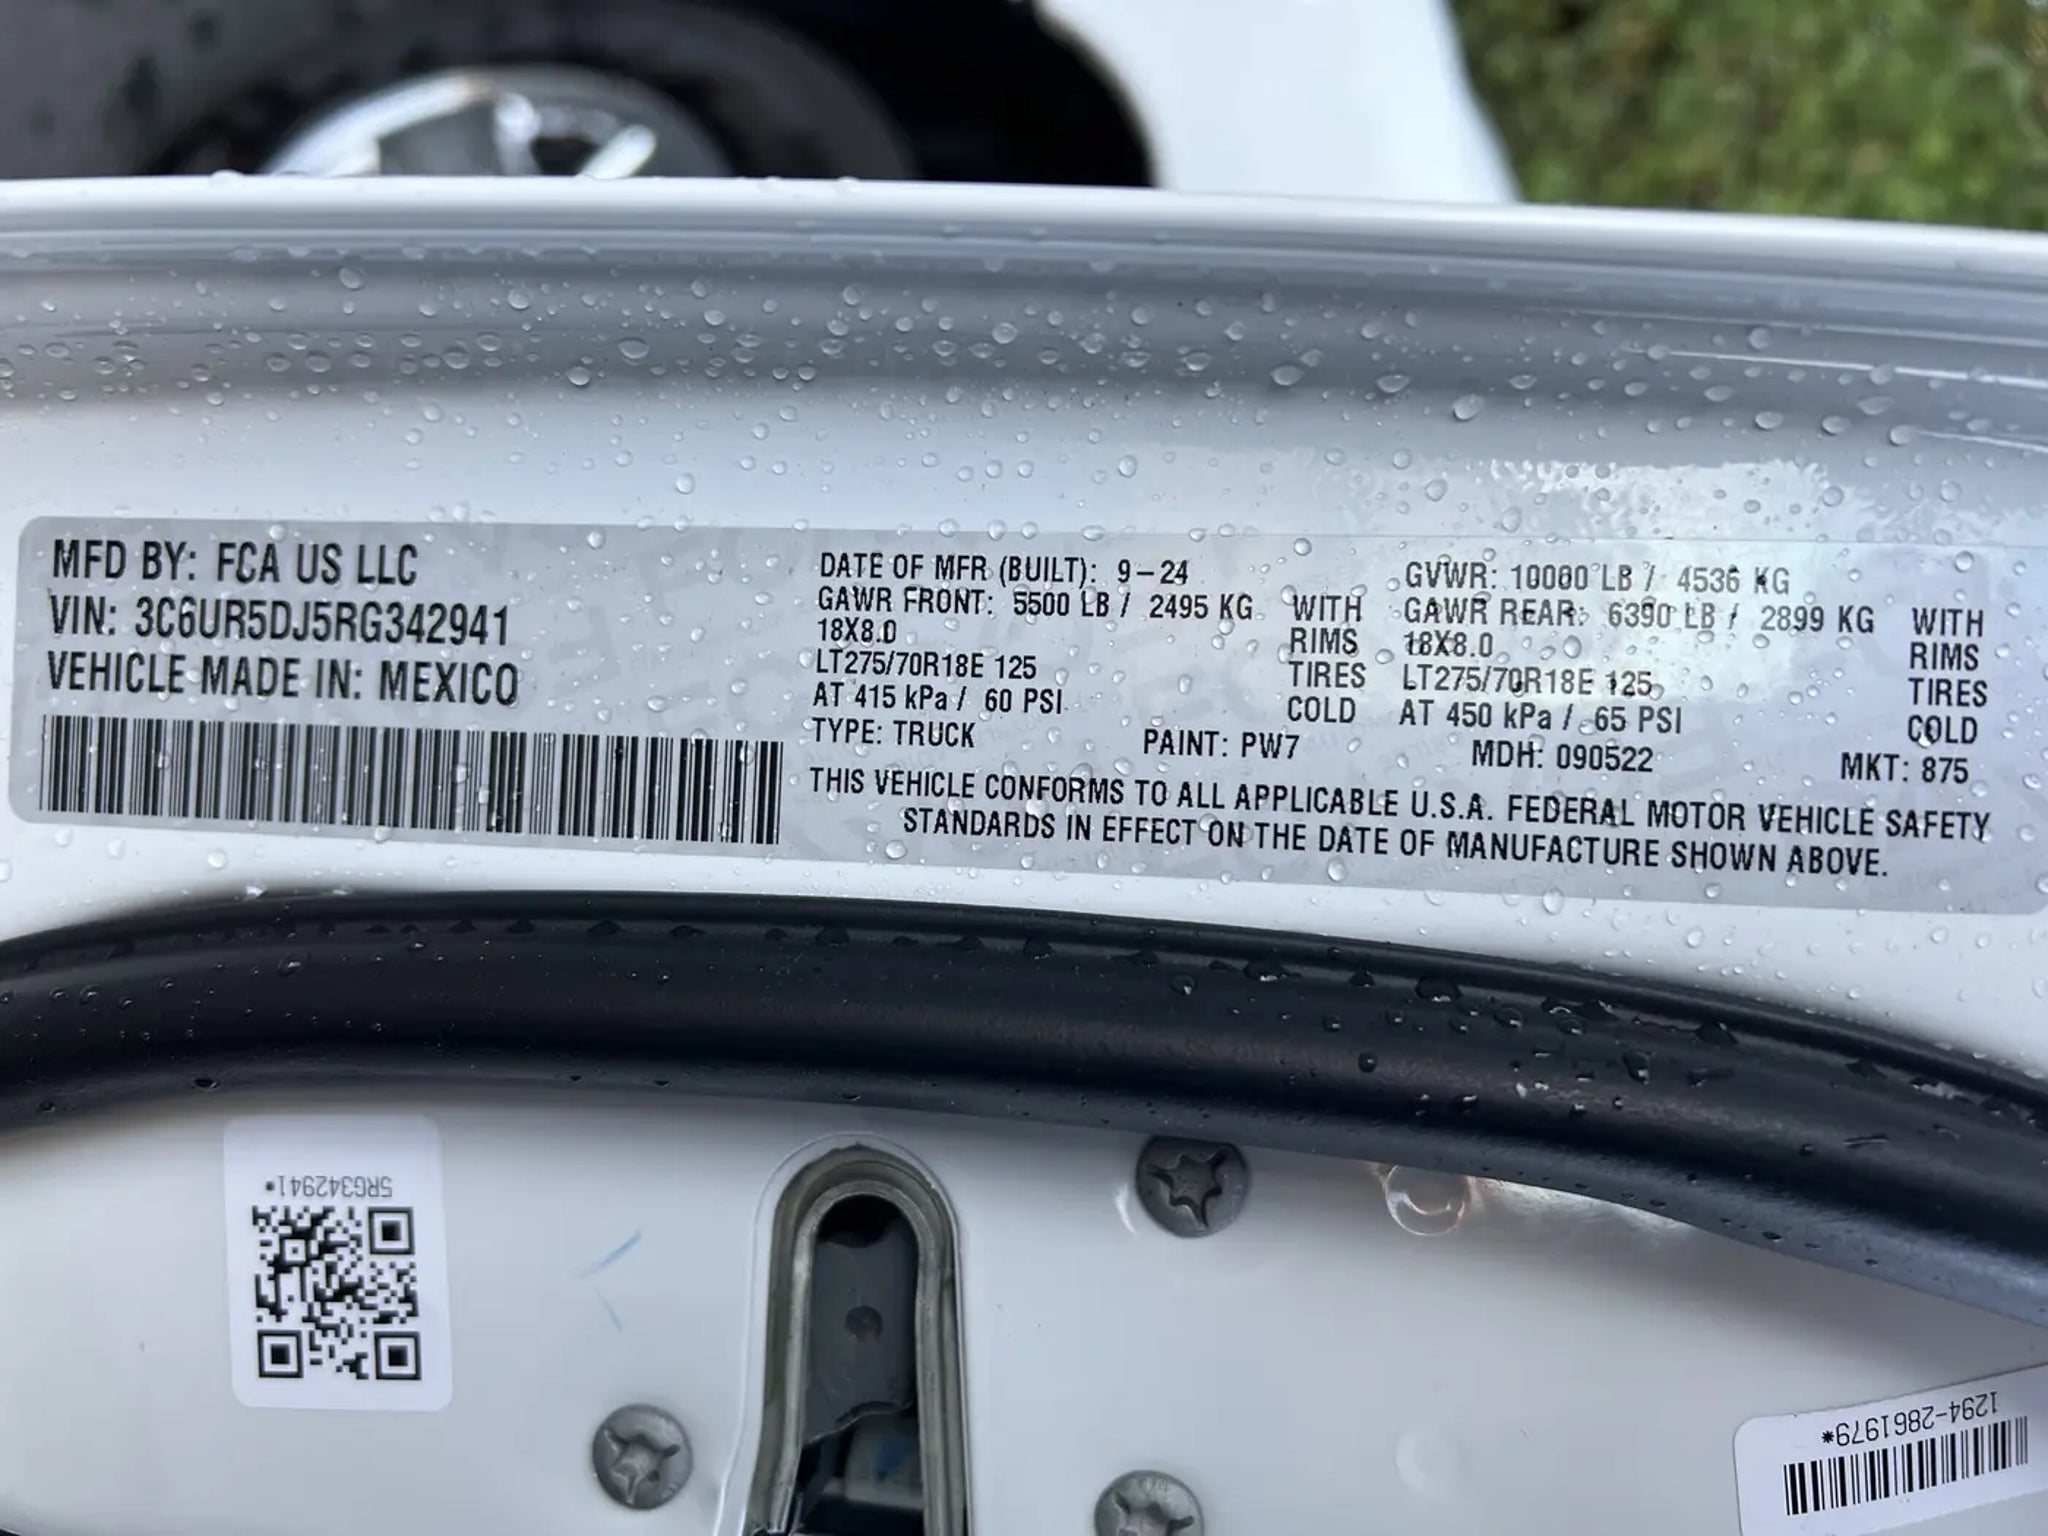 MFD BY: FCA US LLC
VIN: 3C6UR5DJ5RG342941
VEHICLE MADE IN: MEXICO
DATE OF MFR (BUILT): 9-24
GVWR: 10000 LB / 4536 KG
GAWR FRONT: 5500 LB / 2495 KG WITH
18X8.0 RIMS
LT275/70R18E 125 TIRES
AT 415 kPa / 60 PSI COLD
GAWR REAR: 6390 LB / 2899 KG WITH
18X8.0 RIMS
LT275/70R18E 125 TIRES
AT 450 kPa / 65 PSI COLD
TYPE: TRUCK PAINT: PW7 MDH: 090522 MKT: 875
THIS VEHICLE CONFORMS TO ALL APPLICABLE U.S.A. FEDERAL MOTOR VEHICLE SAFETY
STANDARDS IN EFFECT ON THE DATE OF MANUFACTURE SHOWN ABOVE.
5RG342941*
1294-2861979*